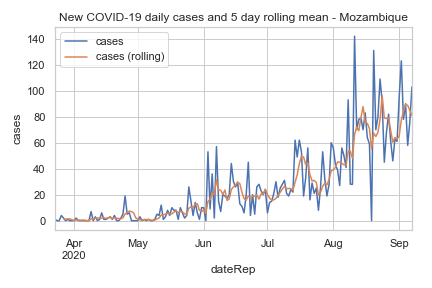 New COVID-19 daily cases and 5 day rolling mean - Mozambique
cases
cases (rolling)
140
120
100
80
60
40
20
0
cases
Apr
2020
May
Jun
Jul
Aug
Sep
dateRep